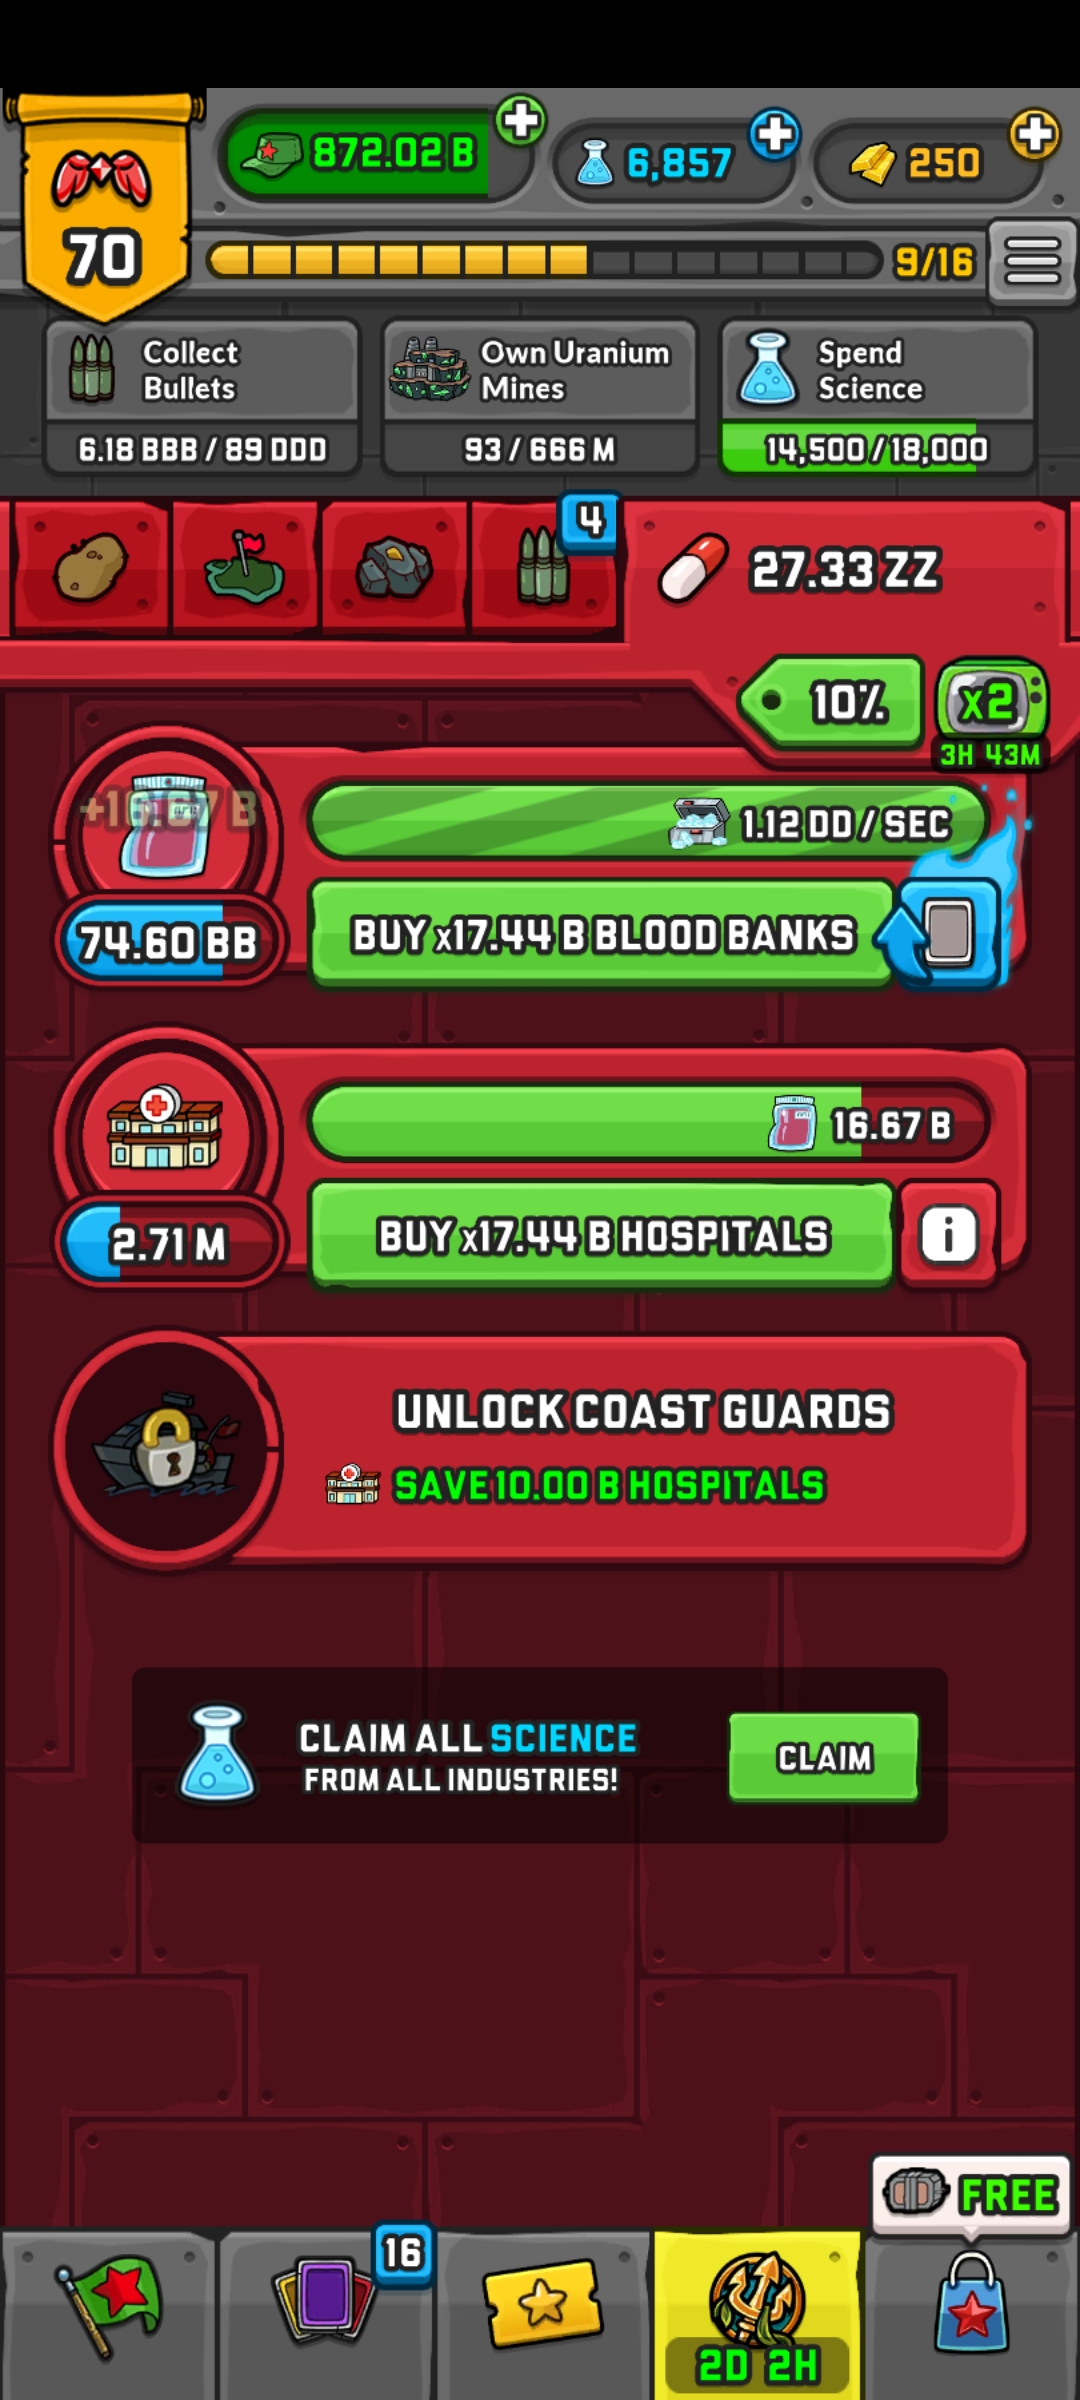 872.02 B
6,857
250
70
9/16
Collect
Bullets
6.18 BBB / 89 DDD
Own Uranium
Mines
93 / 666 M
Spend
Science
14,500 / 18,000
4
27.33 ZZ
10%
x2
3H 43M
+16.67 B
1.12 DD / SEC
74.60 BB
BUY x17.44 B BLOOD BANKS
16.67 B
2.71 M
BUY x17.44 B HOSPITALS
i
UNLOCK COAST GUARDS
SAVE 10.00 B HOSPITALS
CLAIM ALL SCIENCE
FROM ALL INDUSTRIES!
CLAIM
FREE
16
2D 2H